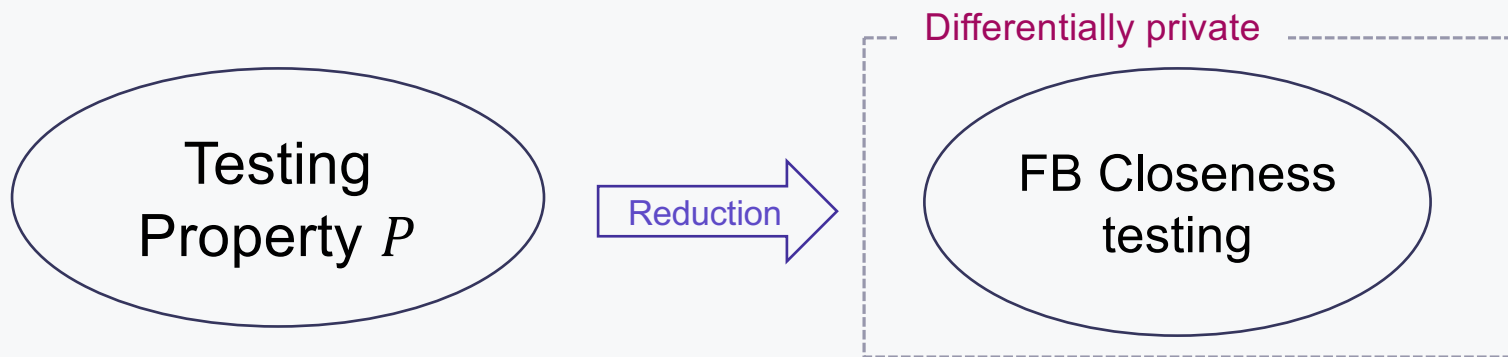 Differentially private
Testing
Property P
Reduction
FB Closeness
testing